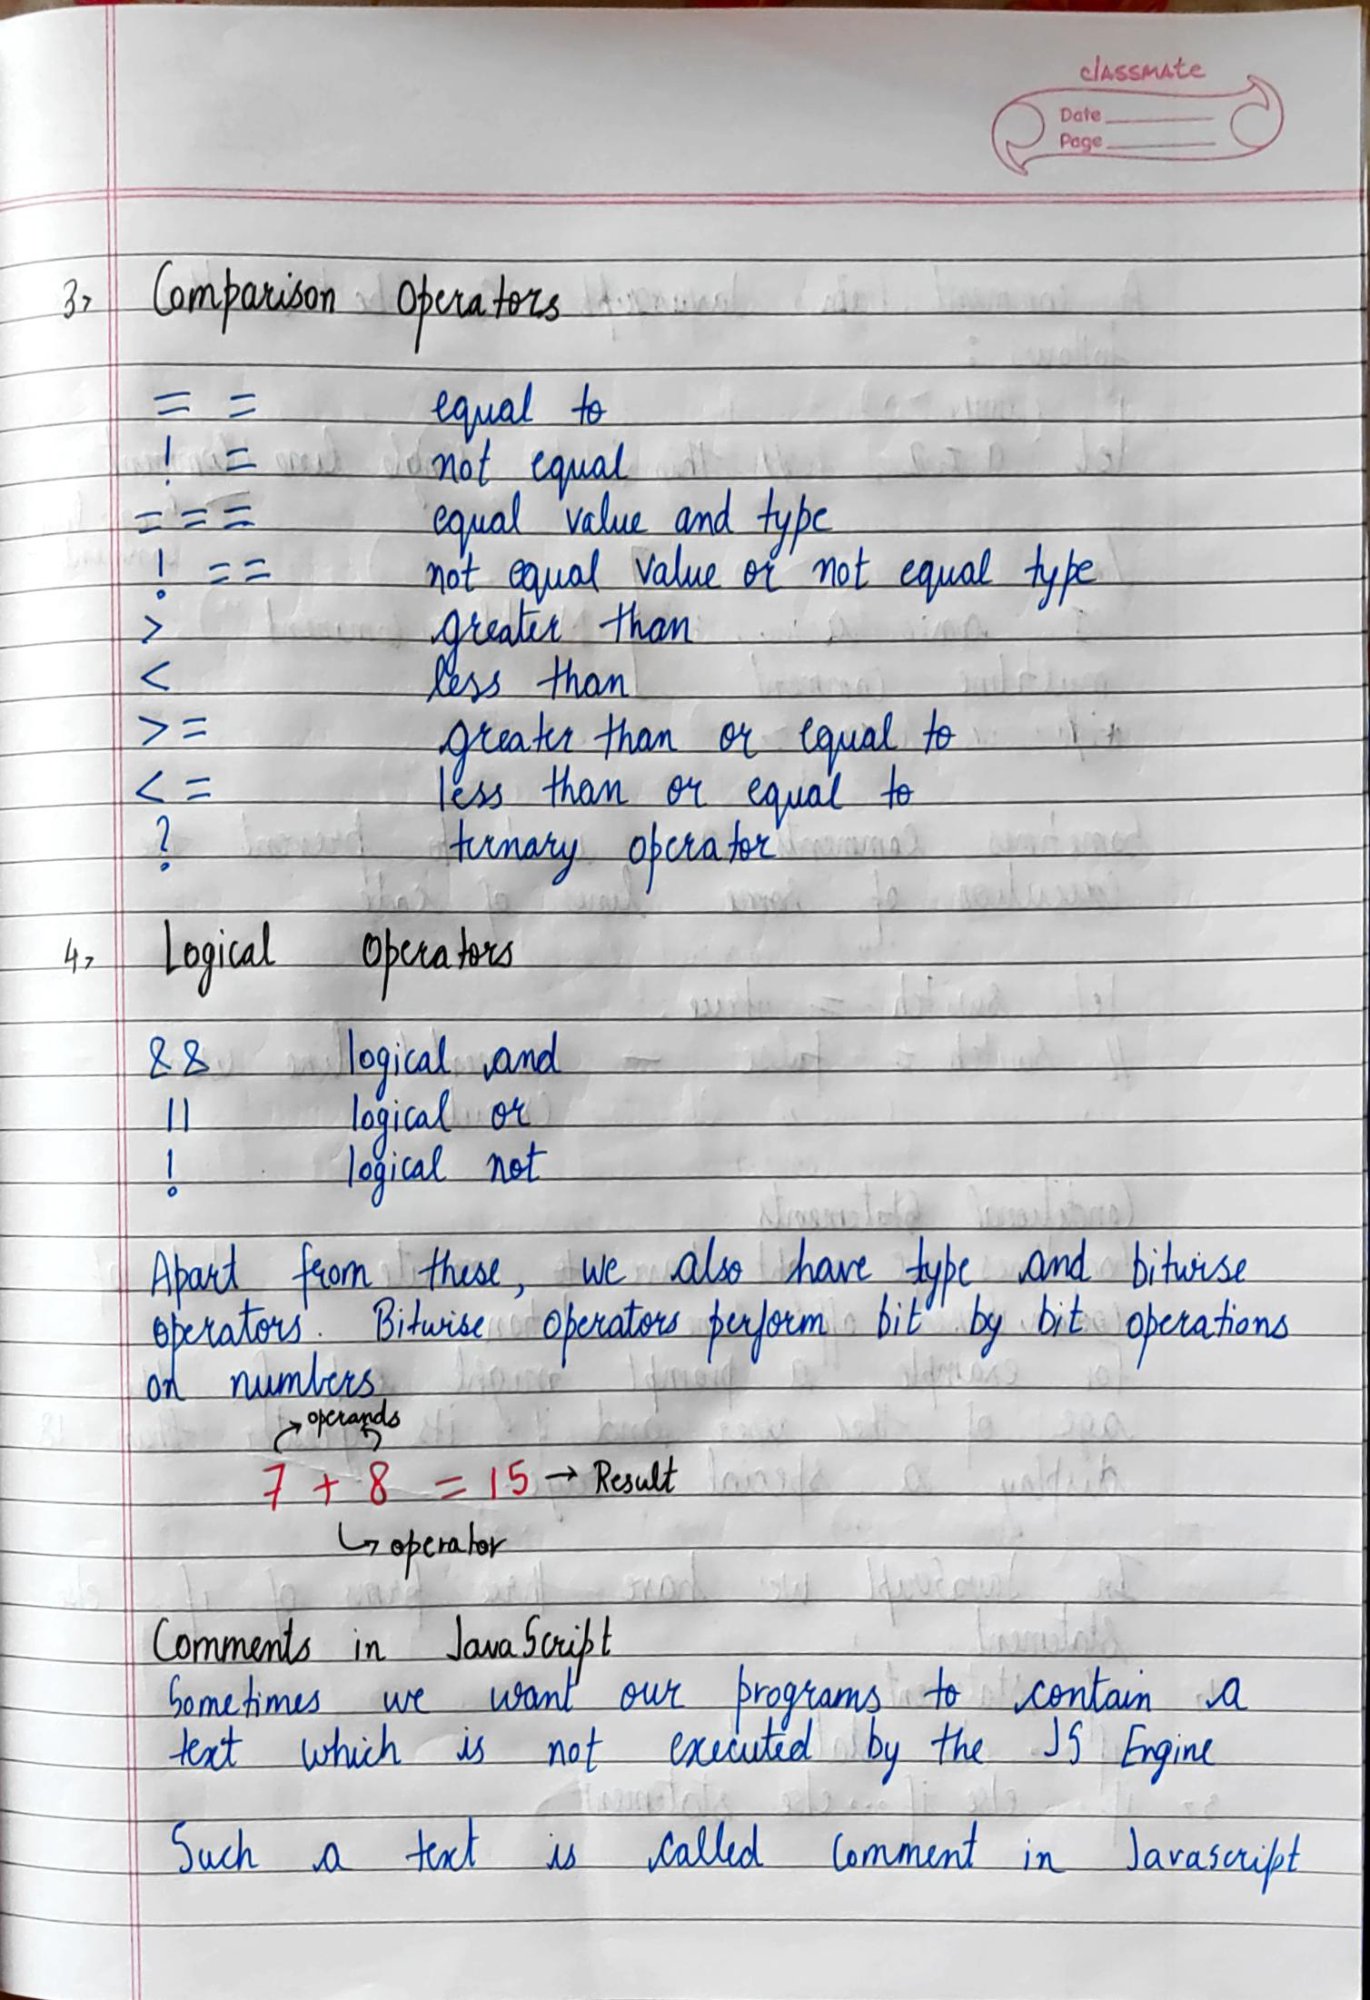 classmate
Date
Page
3, Comparison Operators
= = equal to
! = not equal
= = = equal value and type
! = = not equal value or not equal type
> greater than
< less than
> = greater than or equal to
< = less than or equal to
? ternary operator
4, Logical Operators
&& logical and
|| logical or
! logical not
Apart from these, we also have type and bitwise
operators. Bitwise operators perform bit by bit operations
on numbers
operands
7 + 8 = 15 → Result
operator
Comments in JavaScript
Sometimes we want our programs to contain a
text which is not executed by the JS Engine
Such a text is called comment in Javascript